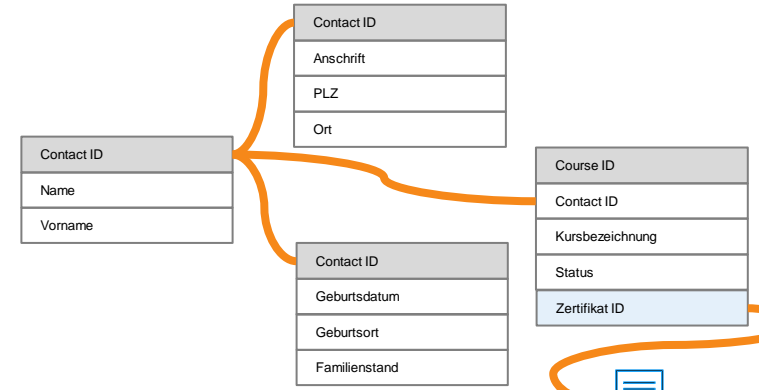 Contact ID
Anschrift
PLZ
Ort
Contact ID
Name
Vorname
Contact ID
Geburtsdatum
Geburtsort
Familienstand
Course ID
Contact ID
Kursbezeichnung
Status
Zertifikat ID